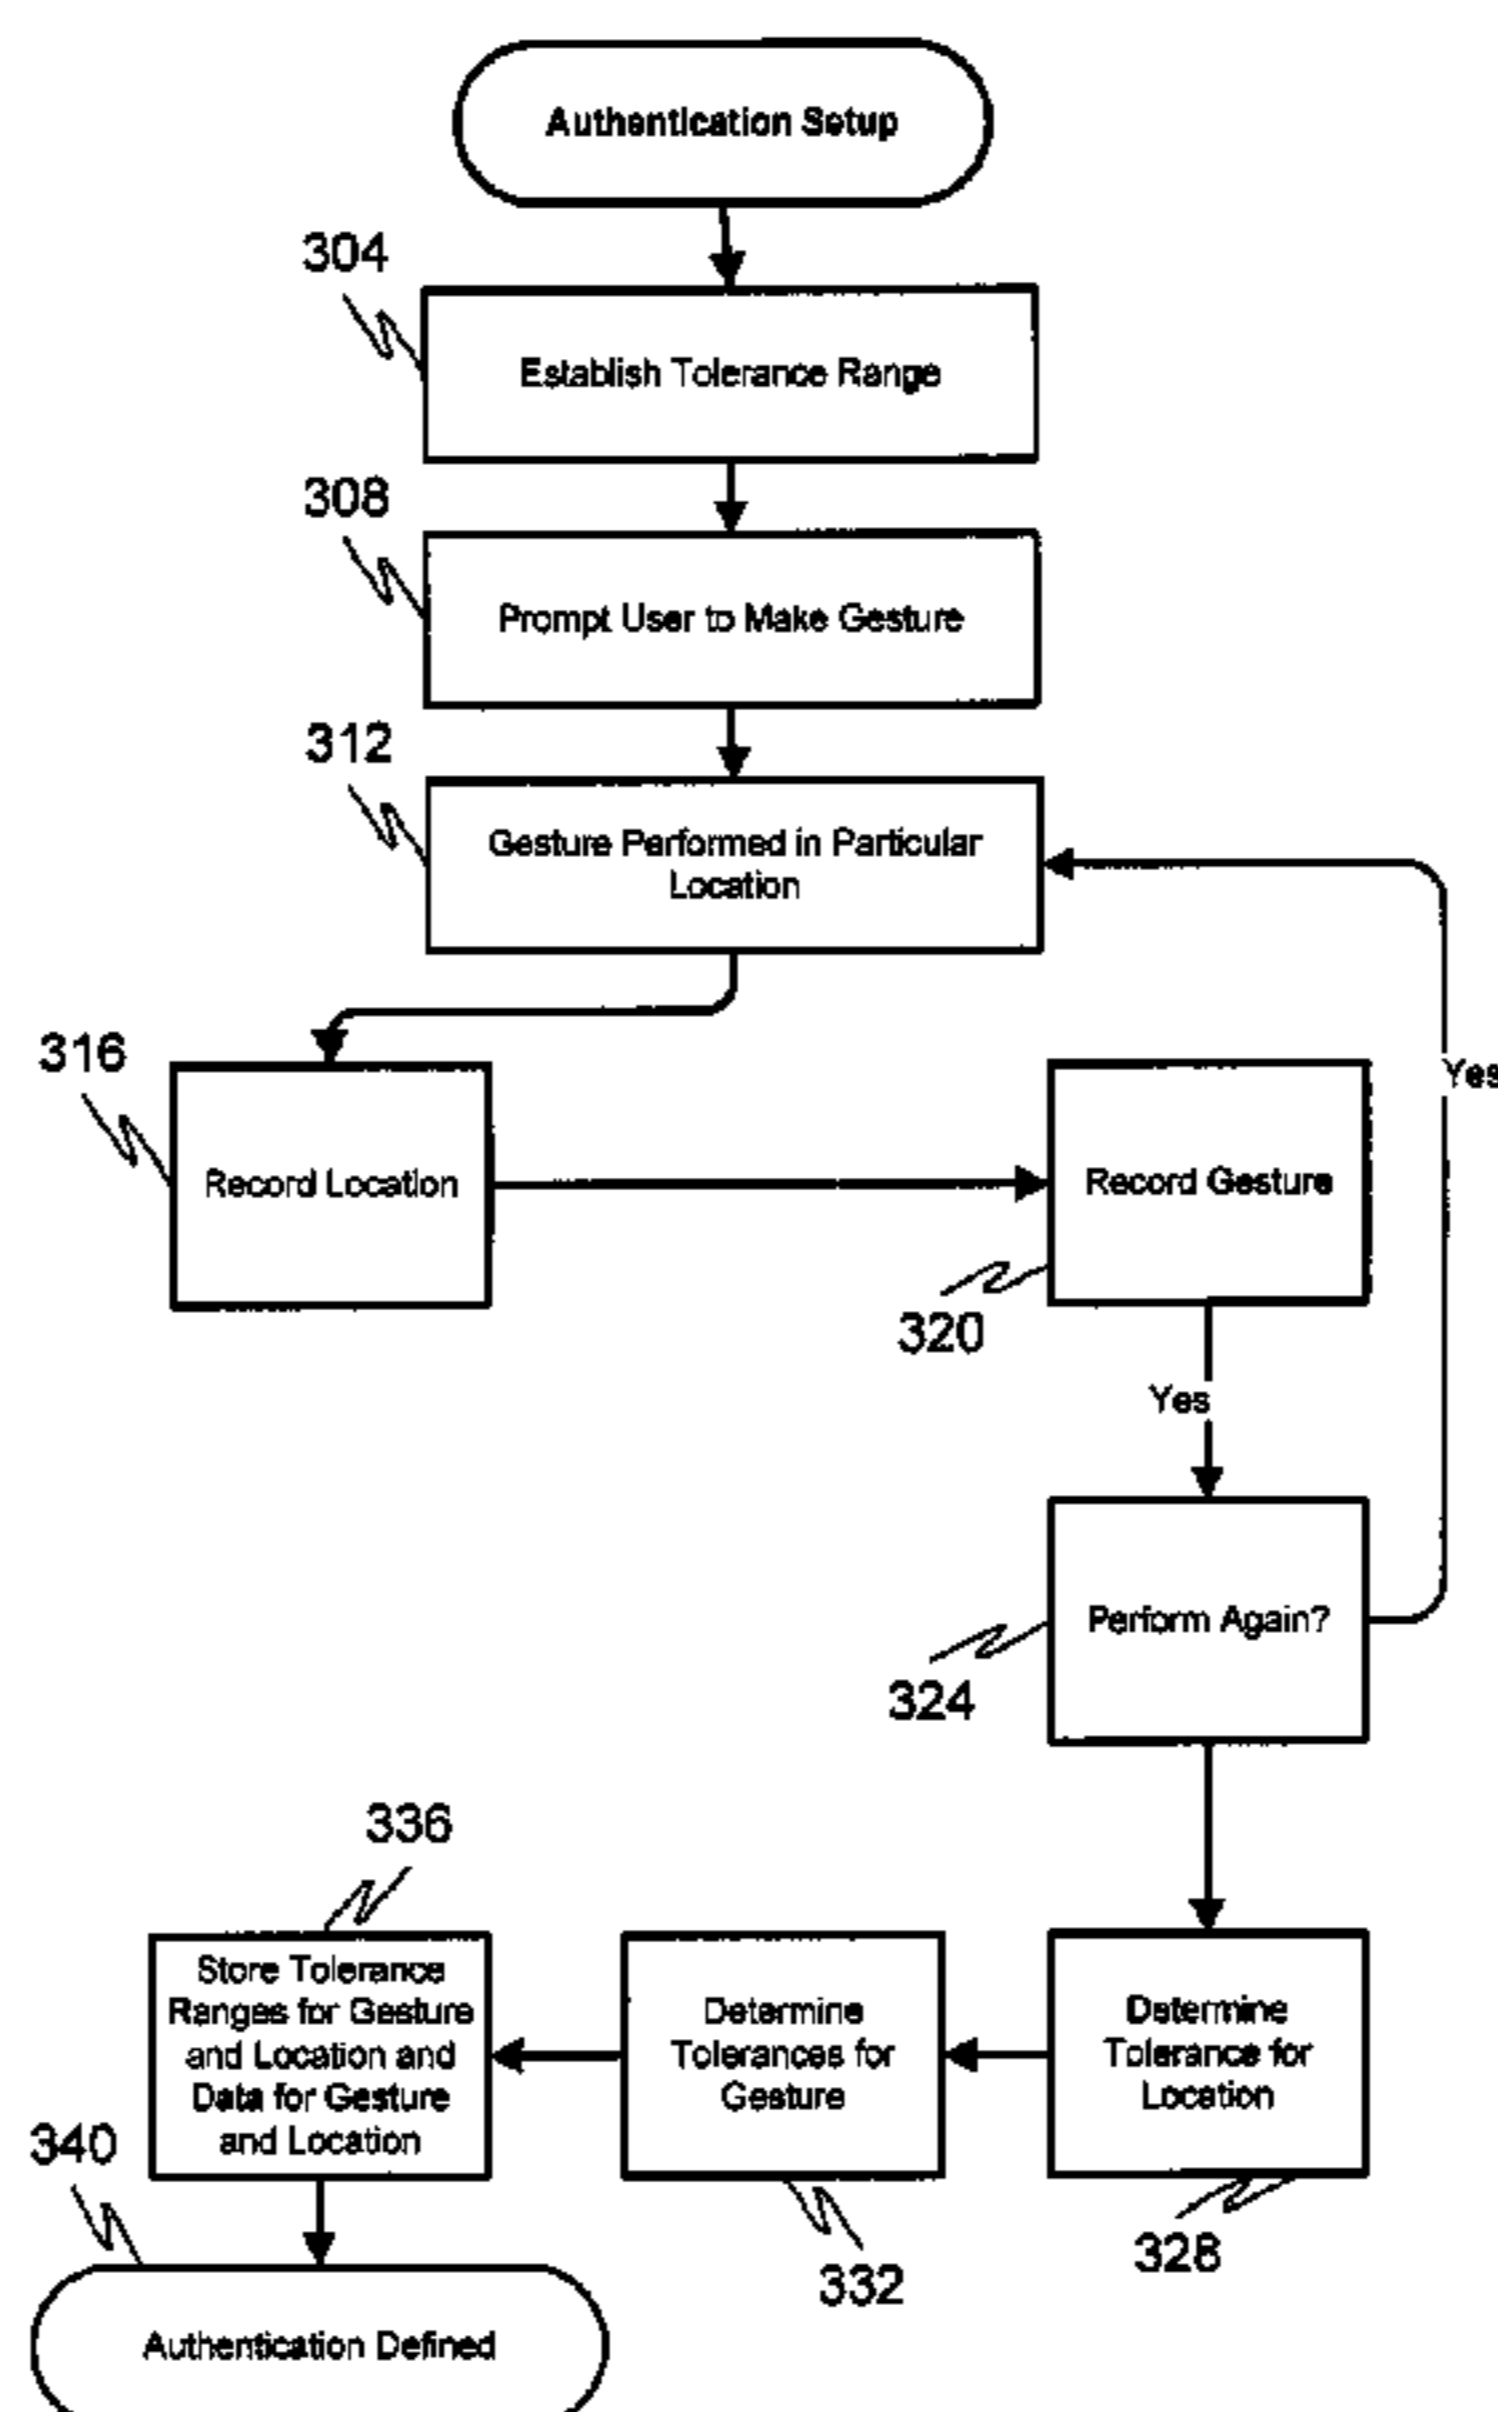 Authentication Setup
304
Establish Tolerance Range
308
Prompt User to Make Gesture
312
Gesture Performed in Particular
Location
316
Record Location
Record Gesture
Yes
320
Yes
Perform Again?
324
336
Store Tolerance
Ranges for Gesture
and Location and
Data for Gesture
and Location
Determine
Tolerances for
Gesture
Determine
Tolerance for
Location
340
332
328
Authentication Defined